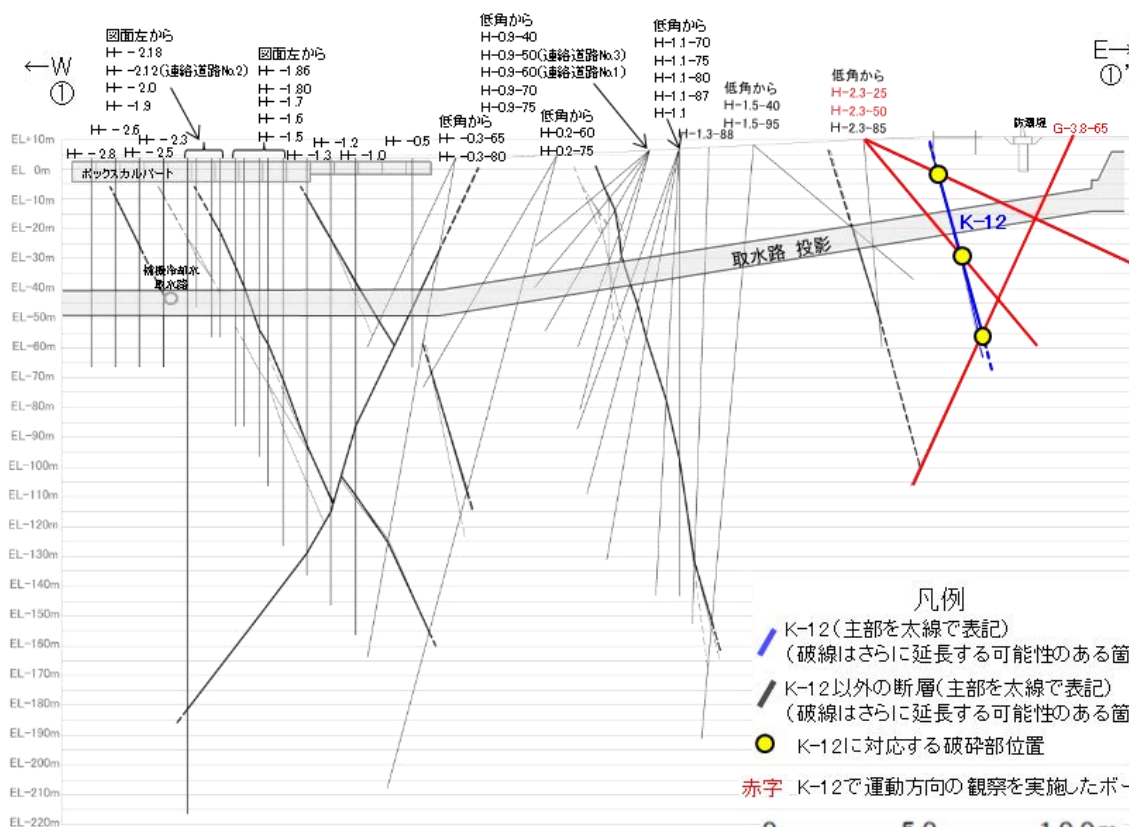 ←W
①
E→
①'
図面左から
H- -2.18
H- -2.12(連絡道路No.2)
H- -2.0
H- -1.9
図面左から
H- -1.86
H- -1.80
H- -1.7
H- -1.6
H- -1.5
低角から
H-0.9-40
H-0.9-50(連絡道路No.3)
H-0.9-60(連絡道路No.1)
H-0.9-70
H-0.9-75
低角から
H-1.1-70
H-1.1-75
H-1.1-80
H-1.1-87
H-1.1
低角から
H-1.5-40
H-1.5-95
低角から
H-2.3-25
H-2.3-50
H-2.3-85
防潮堤
G-3.8-65
低角から
H- -0.3-65
H- -0.3-80
低角から
H-0.2-60
H-0.2-75
H-1.3-88
H- -2.6
H- -2.3
H- -2.8
H- -2.5
H- -1.3
H- -1.2
H- -1.0
H- -0.5
ボックスカルバート
補機冷却水
取水路
取水路 投影
K-12
EL+10m
EL 0m
EL-10m
EL-20m
EL-30m
EL-40m
EL-50m
EL-60m
EL-70m
EL-80m
EL-90m
EL-100m
EL-110m
EL-120m
EL-130m
EL-140m
EL-150m
EL-160m
EL-170m
EL-180m
EL-190m
EL-200m
EL-210m
EL-220m
凡例
K-12(主部を太線で表記)
(破線はさらに延長する可能性のある箇
K-12以外の断層(主部を太線で表記)
(破線はさらに延長する可能性のある箇
K-12に対応する破砕部位置
赤字 K-12で運動方向の観察を実施したボー